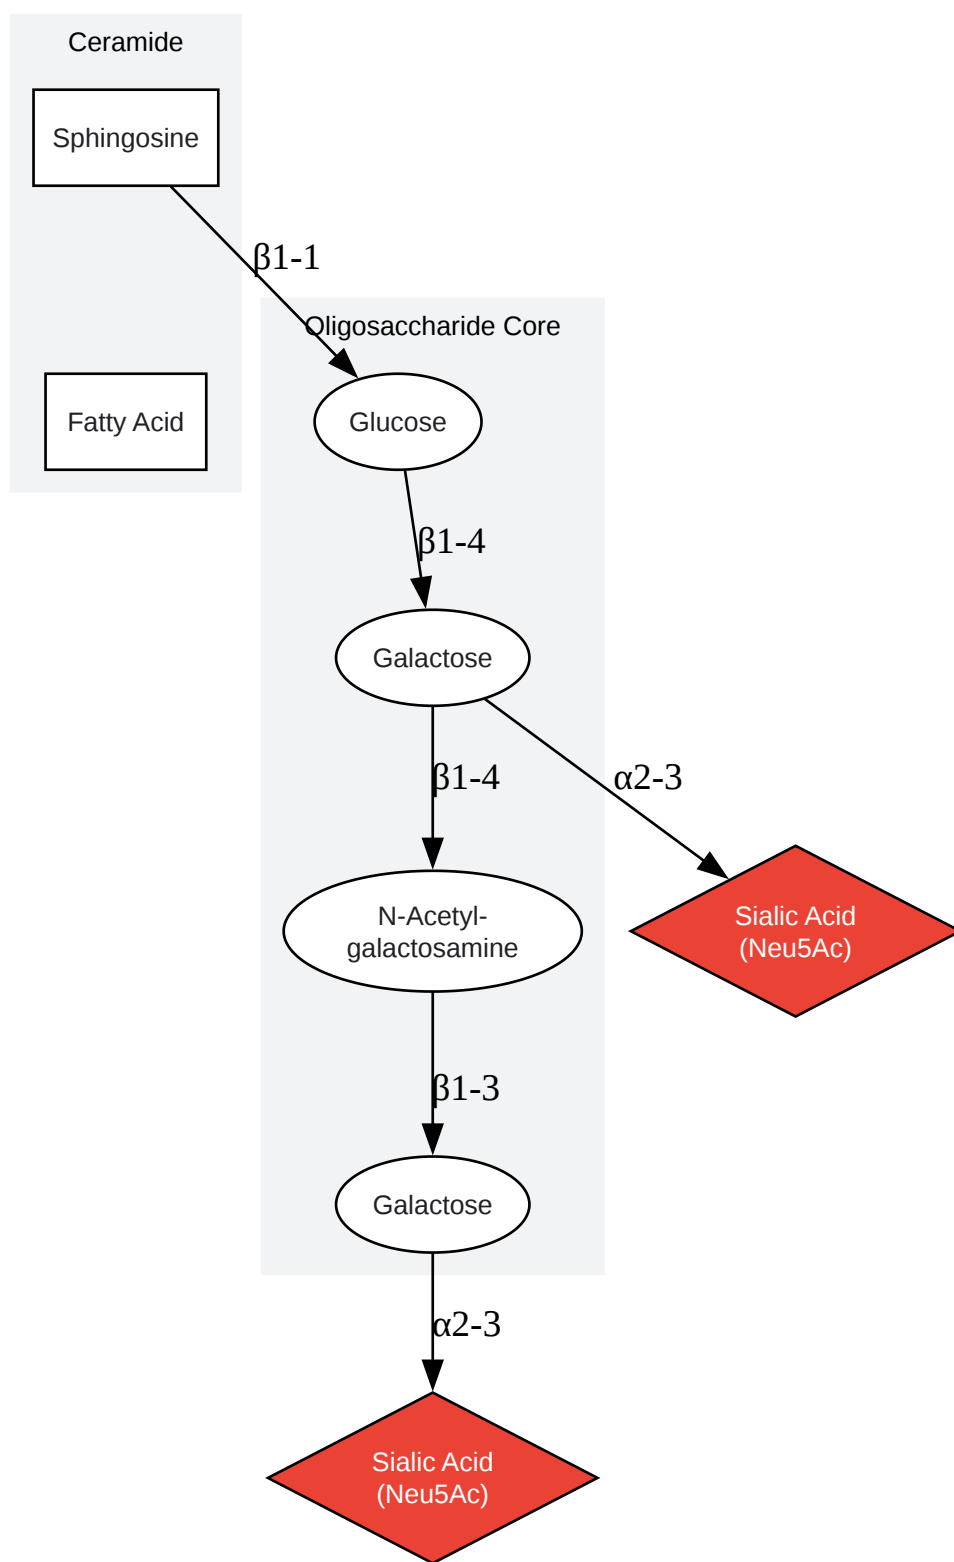 Ceramide
Sphingosine
β1-1
Oligosaccharide Core
Fatty Acid
Glucose
β1-4
Galactose
β1-4
α2-3
N-Acetyl-
galactosamine
Sialic Acid
(Neu5Ac)
β1-3
Galactose
α2-3
Sialic Acid
(Neu5Ac)